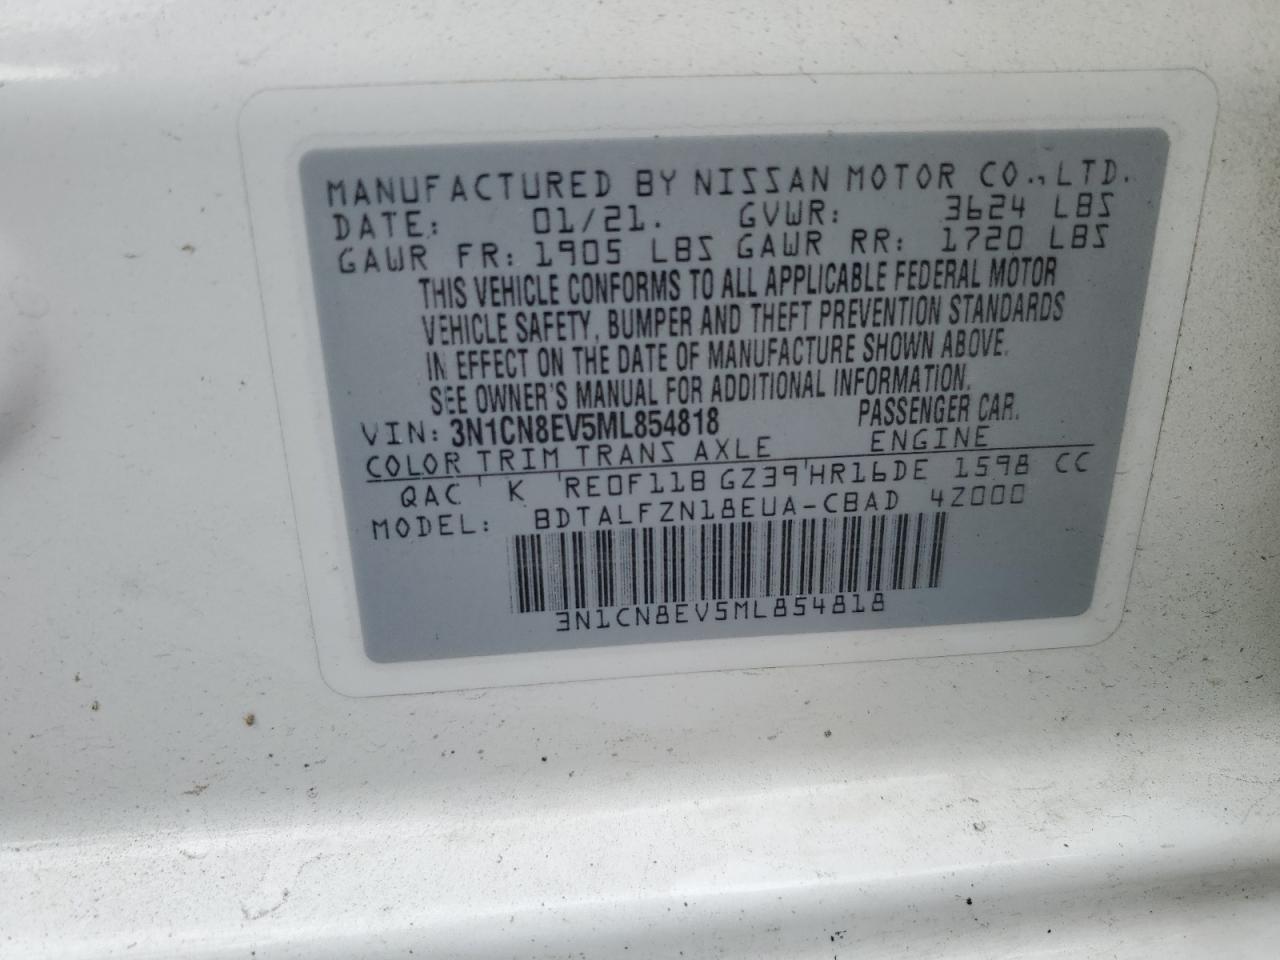 MANUFACTURED BY NISSAN MOTOR CO., LTD.
DATE: 01/21. GVWR: 3624 LBS
GAWR FR: 1905 LBS GAWR RR: 1720 LBS
THIS VEHICLE CONFORMS TO ALL APPLICABLE FEDERAL MOTOR
VEHICLE SAFETY, BUMPER AND THEFT PREVENTION STANDARDS
IN EFFECT ON THE DATE OF MANUFACTURE SHOWN ABOVE.
SEE OWNER'S MANUAL FOR ADDITIONAL INFORMATION.
VIN: 3N1CN8EV5ML854818 PASSENGER CAR.
COLOR TRIM TRANS AXLE ENGINE
QAC K RE0F11B GZ39 HR16DE 1598 CC
MODEL: BDTALFZN18EUA-CBAD 4Z000
3N1CN8EV5ML854818